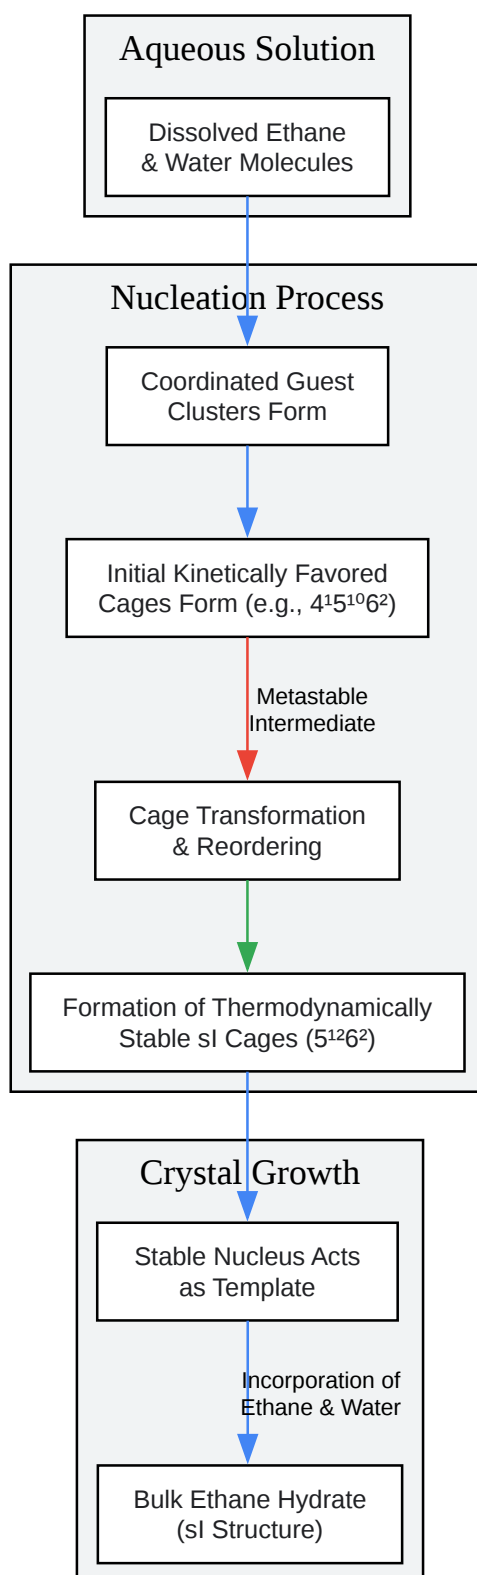 Aqueous Solution
Dissolved Ethane
& Water Molecules
Nucleation Process
Coordinated Guest
Clusters Form
Initial Kinetically Favored
Cages Form (e.g., 4¹5¹⁰6²)
Metastable
Intermediate
Cage Transformation
& Reordering
Formation of Thermodynamically
Stable sI Cages (5¹²6²)
Crystal Growth
Stable Nucleus Acts
as Template
Incorporation of
Ethane & Water
Bulk Ethane Hydrate
(sI Structure)